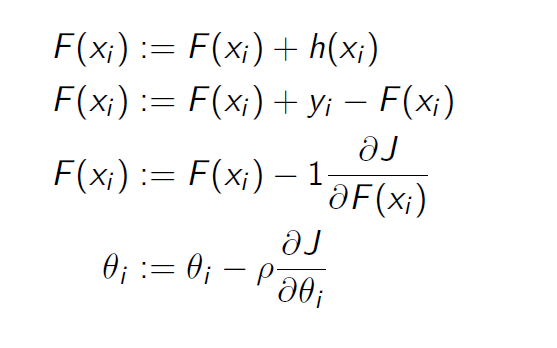 F(xᵢ) := F(xᵢ) + h(xᵢ)
F(xᵢ) := F(xᵢ) + yᵢ − F(xᵢ)
F(xᵢ) := F(xᵢ) − 1 ∂J/∂F(xᵢ)
θᵢ := θᵢ − ρ ∂J/∂θᵢ